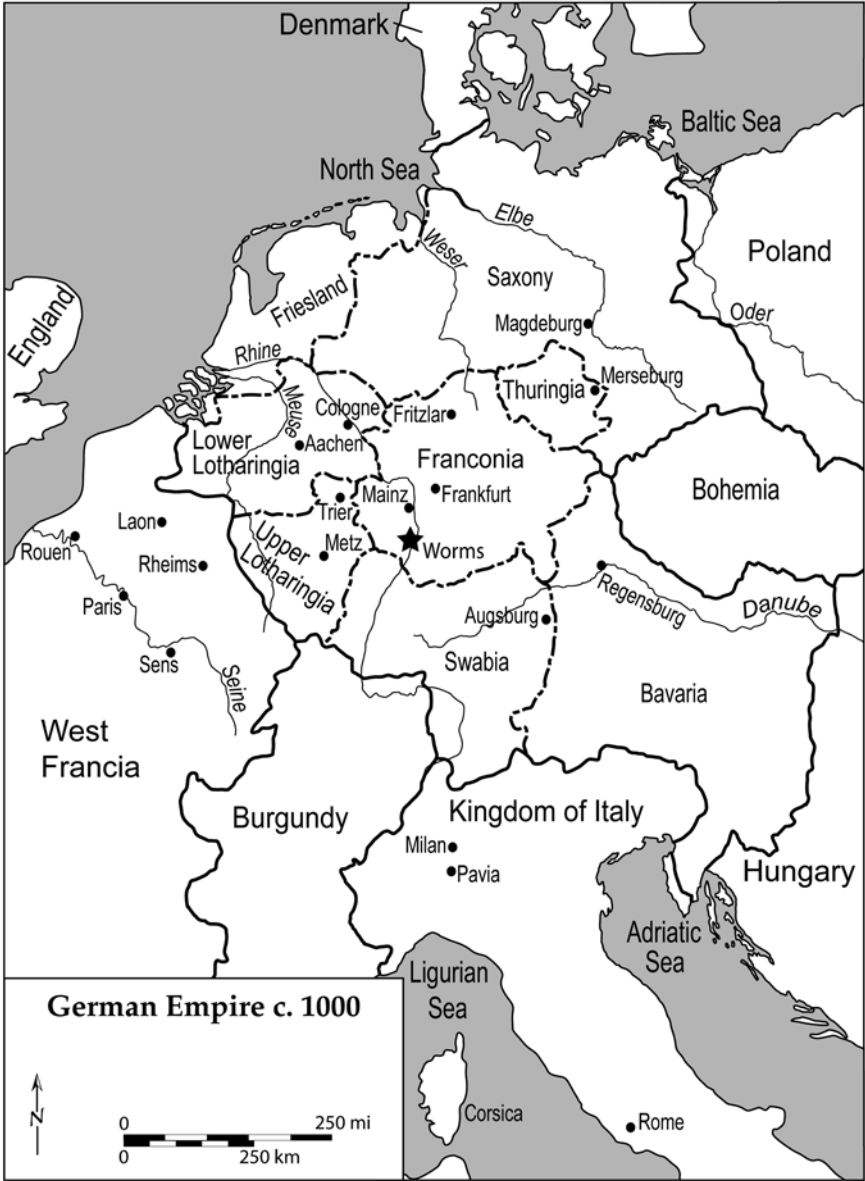 Denmark
Baltic Sea
North Sea
Elbe
Weser
Poland
Saxony
England
Friesland
Oder
Magdeburg
Rhine
Thuringia
Merseburg
Meuse
Cologne
Fritzlar
Lower
Lotharingia
Aachen
Franconia
Bohemia
Mainz
Frankfurt
Trier
Laon
Rouen
Upper
Lotharingia
Metz
Worms
Rheims
Paris
Regensburg
Danube
Augsburg
Sens
Swabia
Seine
Bavaria
West
Francia
Burgundy
Kingdom of Italy
Milan
Pavia
Hungary
Adriatic
Sea
Ligurian
Sea
German Empire c. 1000
N
0
250 mi
0
250 km
Corsica
Rome